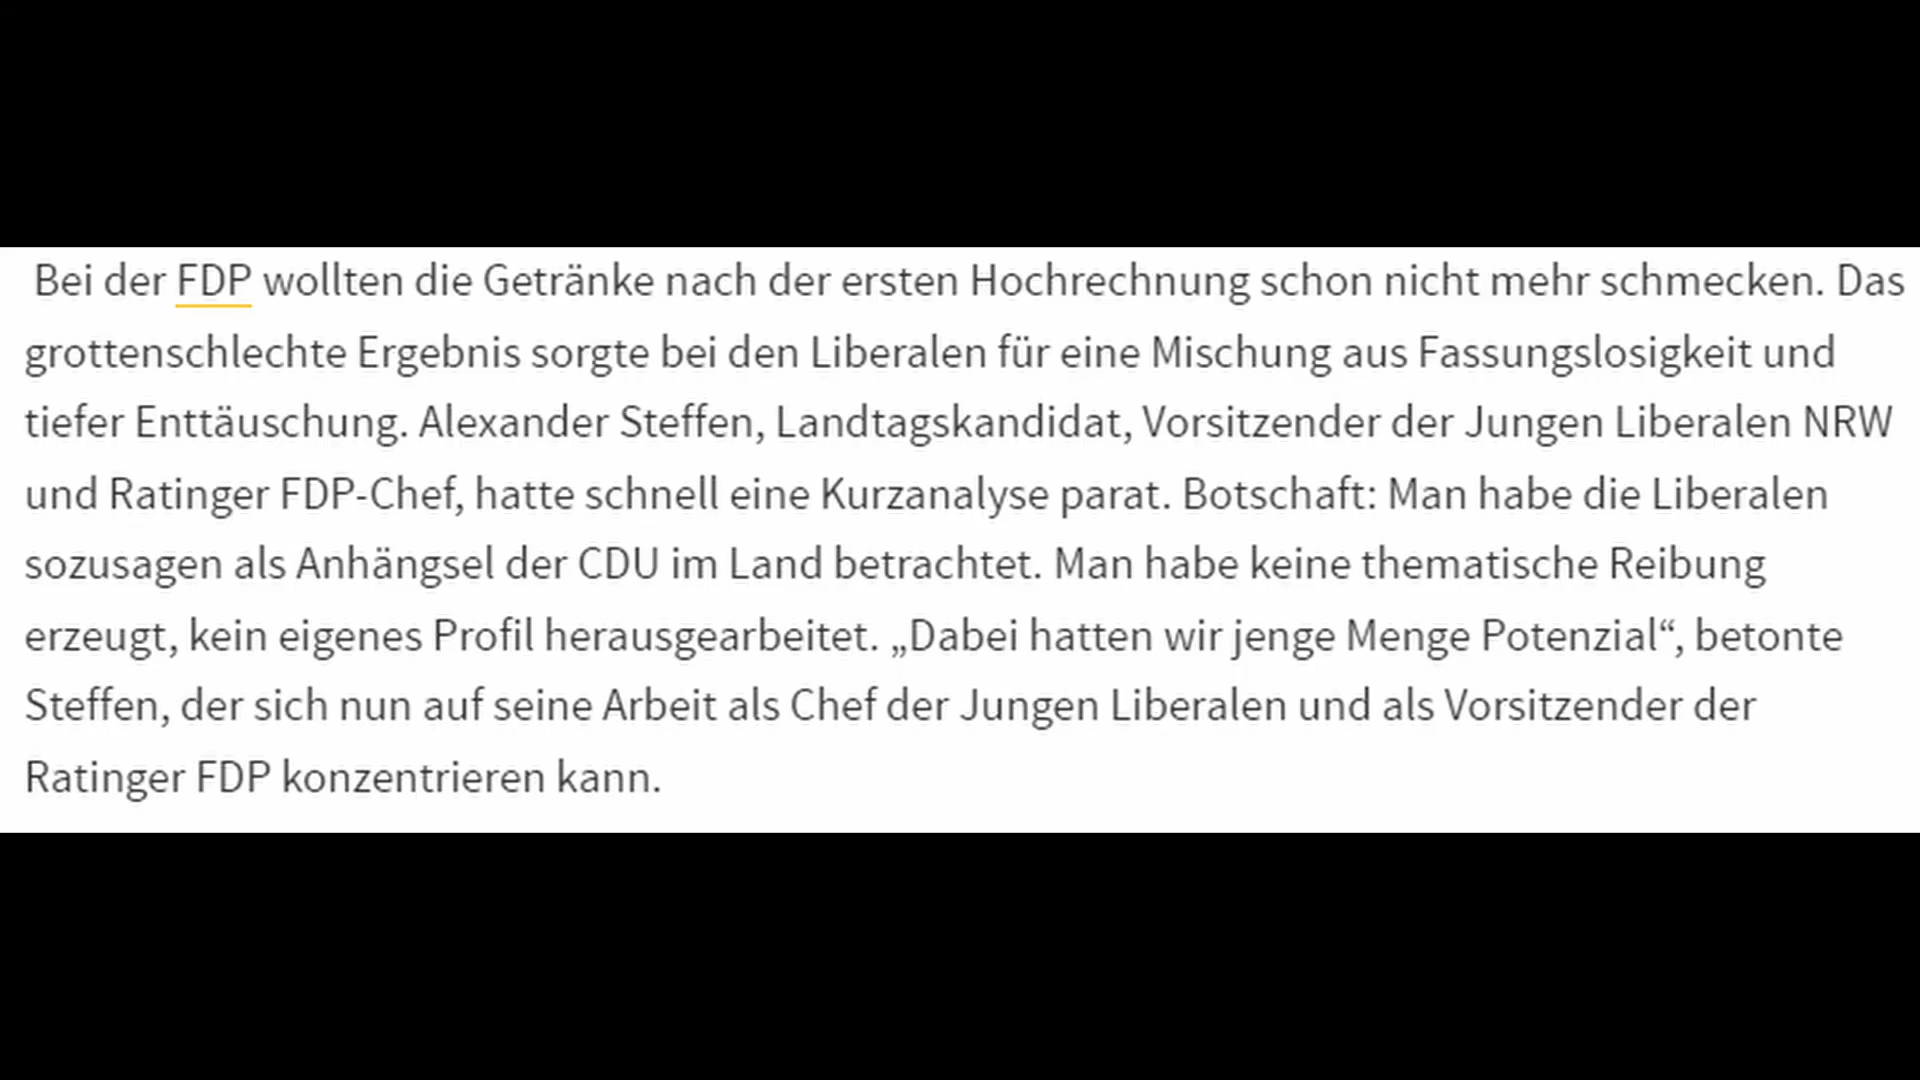 Bei der FDP wollten die Getränke nach der ersten Hochrechnung schon nicht mehr schmecken. Das
grottenschlechte Ergebnis sorgte bei den Liberalen für eine Mischung aus Fassungslosigkeit und
tiefer Enttäuschung. Alexander Steffen, Landtagskandidat, Vorsitzender der Jungen Liberalen NRW
und Ratinger FDP-Chef, hatte schnell eine Kurzanalyse parat. Botschaft: Man habe die Liberalen
sozusagen als Anhängsel der CDU im Land betrachtet. Man habe keine thematische Reibung
erzeugt, kein eigenes Profil herausgearbeitet. „Dabei hatten wir jenge Menge Potenzial“, betonte
Steffen, der sich nun auf seine Arbeit als Chef der Jungen Liberalen und als Vorsitzender der
Ratinger FDP konzentrieren kann.